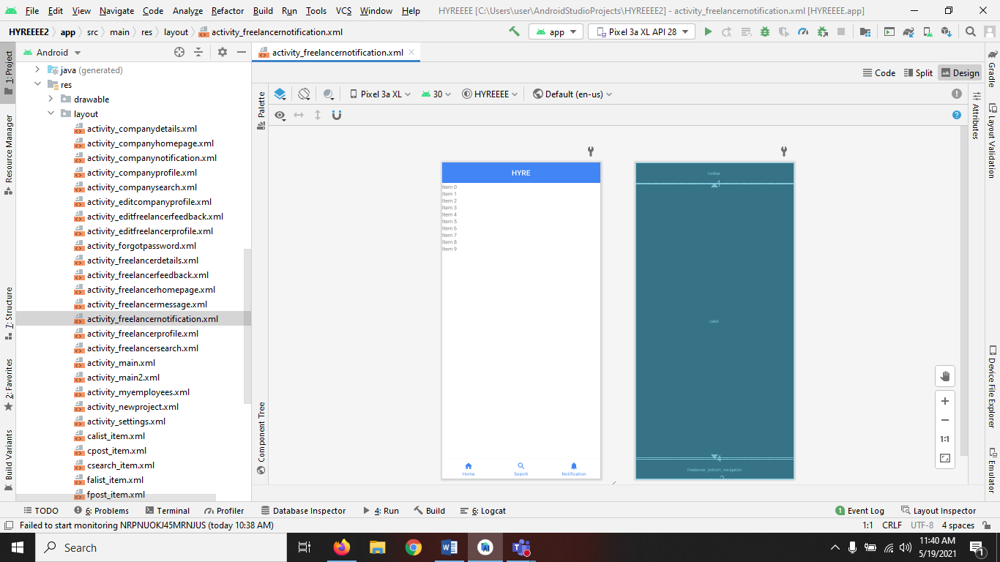 File Edit View Navigate Code Analyze Refactor Build Run Tools VCS Window Help HYREEEE [C:\Users\user\AndroidStudioProjects\HYREEEE2] - activity_freelancernotification.xml [HYREEE.app]
HYREEEE2 app src main res layout activity_freelancernotification.xml app Pixel 3a XL API 28
Android
activity_freelancernotification.xml
Code Split Design
1: Project
Resource Manager
7: Structure
2: Favorites
Build Variants
java (generated)
res
drawable
layout
activity_companydetails.xml
activity_companyhomepage.xml
activity_companynotification.xml
activity_companyprofile.xml
activity_companysearch.xml
activity_editcompanyprofile.xml
activity_editfreelancerfeedback.xml
activity_editfreelancerprofile.xml
activity_forgotpassword.xml
activity_freelancerdetails.xml
activity_freelancerfeedback.xml
activity_freelancerhomepage.xml
activity_freelancermessage.xml
activity_freelancernotification.xml
activity_freelancerprofile.xml
activity_freelancersearch.xml
activity_main.xml
activity_main2.xml
activity_myemployees.xml
activity_newproject.xml
activity_settings.xml
calist_item.xml
cpost_item.xml
csearch_item.xml
falist_item.xml
fpost_item.xml
Palette
Component Tree
Pixel 3a XL 30 HYREEEE Default (en-us)
HYRE
Item 0
Item 1
Item 2
Item 3
Item 4
Item 5
Item 6
Item 7
Item 8
Item 9
Home Search Notification
toolbar
1
calist
4
freelancer_bottom_navigation
1:1
Attributes
Gradle
Layout Validation
Device File Explorer
Emulator
TODO 6: Problems Terminal Profiler Database Inspector 4: Run Build 6: Logcat 1 Event Log Layout Inspector
Failed to start monitoring NRPNUOKJ45MRNJUS (today 10:38 AM) 1:1 CRLF UTF-8 4 spaces
Search
11:40 AM
5/19/2021
1